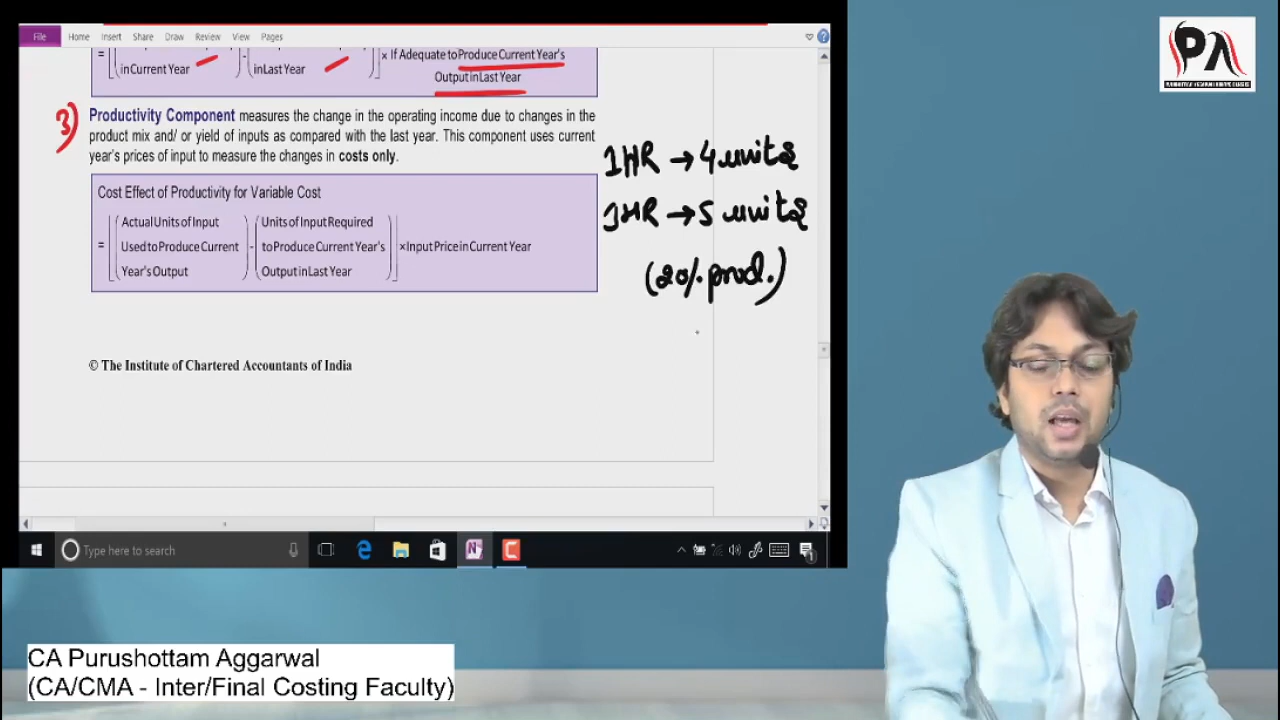 File Home Insert Share Draw Review View Pages
= in Current Year - in Last Year × If Adequate to Produce Current Year's
Output in Last Year
3) Productivity Component measures the change in the operating income due to changes in the
product mix and/ or yield of inputs as compared with the last year. This component uses current
year's prices of input to measure the changes in costs only.
Cost Effect of Productivity for Variable Cost
Actual Units of Input Units of Input Required
= Used to Produce Current - to Produce Current Year's ×Input Price in Current Year
Year's Output Output in Last Year
1HR → 4 units
1HR → 5 units
(20% prod.)
© The Institute of Chartered Accountants of India
Type here to search
PA
CA Purushottam Aggarwal
(CA/CMA - Inter/Final Costing Faculty)